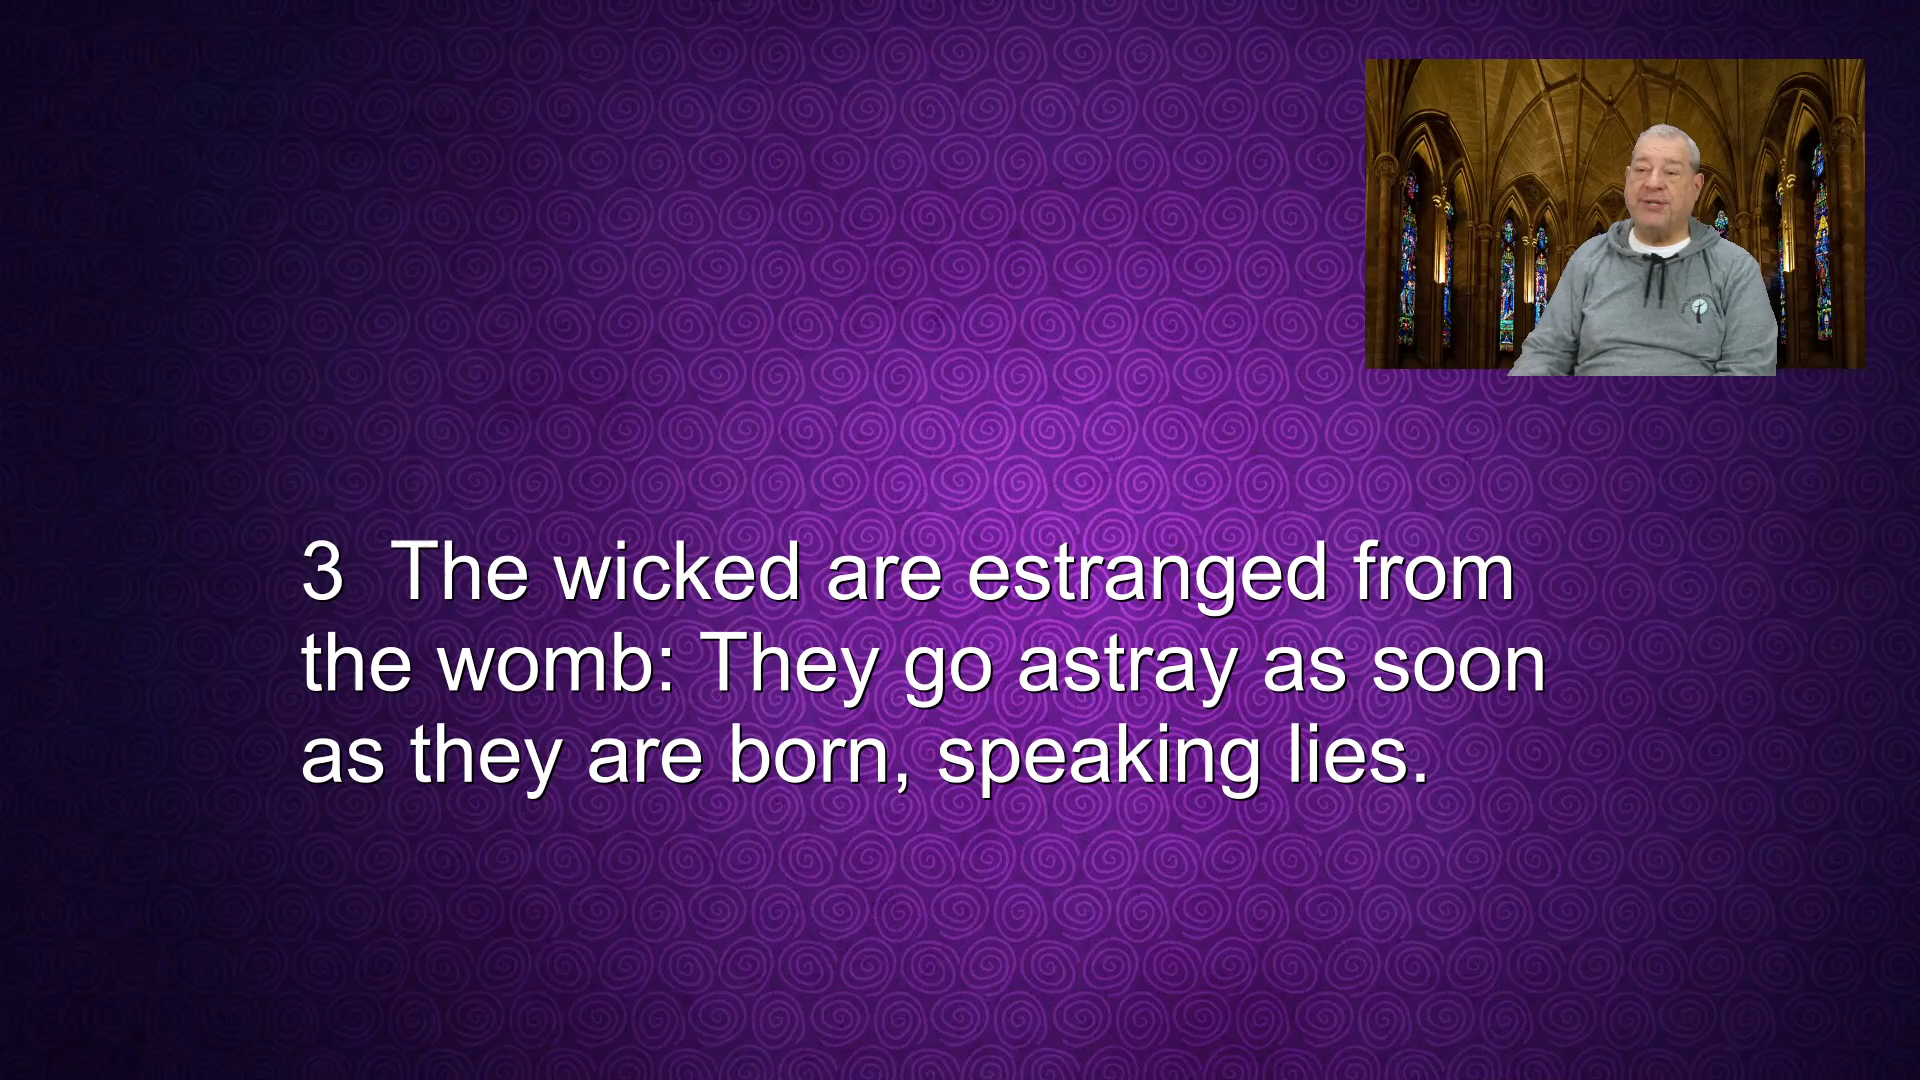 3 The wicked are estranged from
the womb: They go astray as soon
as they are born, speaking lies.